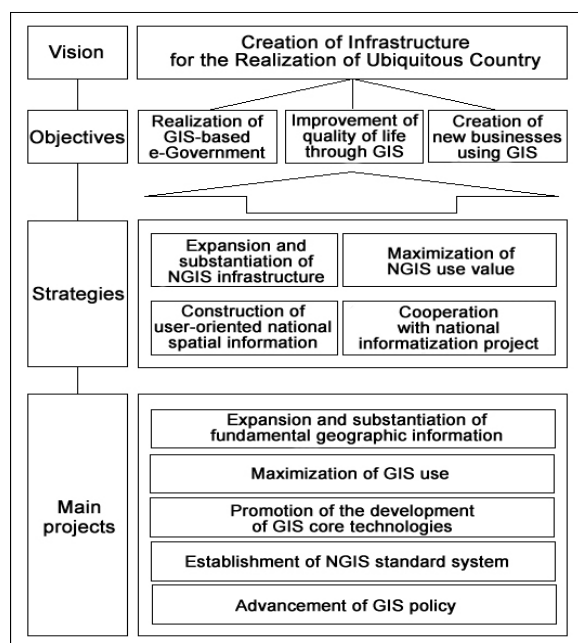 Vision
Creation of Infrastructure
for the Realization of Ubiquitous Country
Objectives
Realization of
GIS-based
e-Government
Improvement of
quality of life
through GIS
Creation of
new businesses
using GIS
Strategies
Expansion and
substantiation of
NGIS infrastructure
Maximization of
NGIS use value
Construction of
user-oriented national
spatial information
Cooperation
with national
informatization project
Main
projects
Expansion and substantiation of
fundamental geographic information
Maximization of GIS use
Promotion of the development
of GIS core technologies
Establishment of NGIS standard system
Advancement of GIS policy